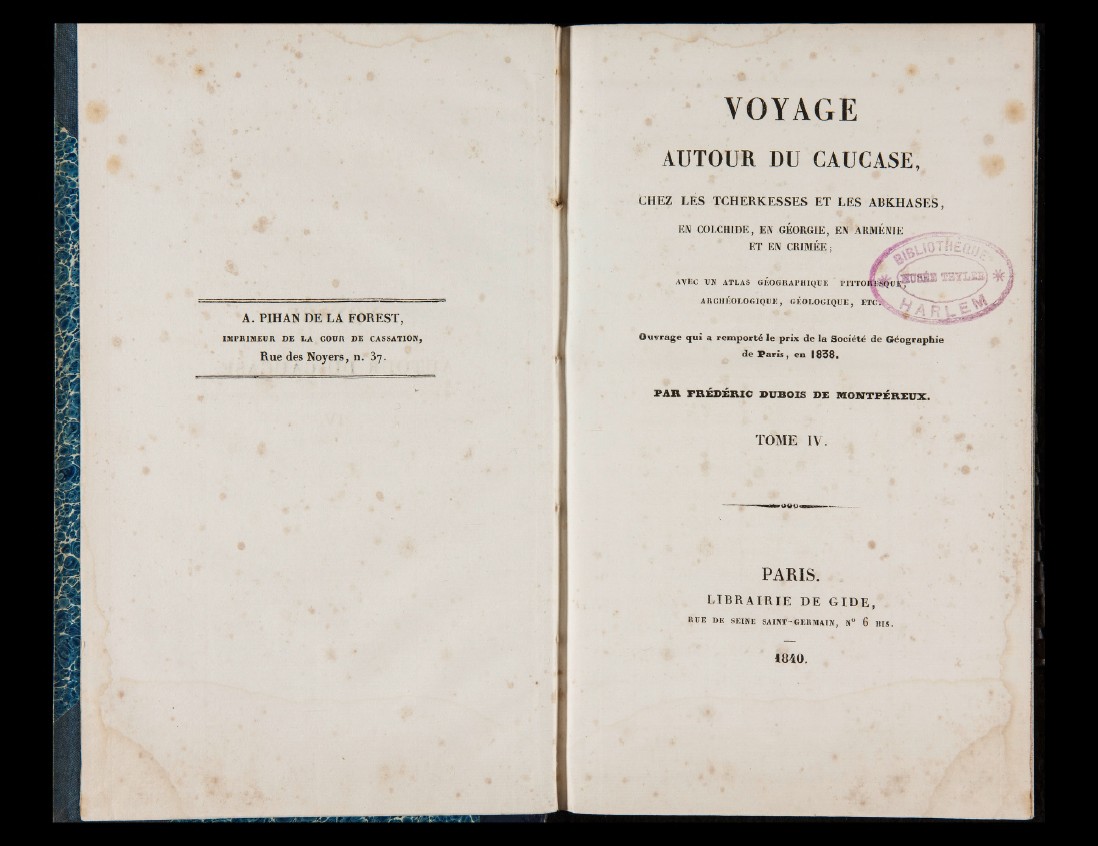 A. PIHAN DE LA FOREST,
IMPRIMEUR DE LA COUR DE CASSATION,
Rue des Noyers, n. 37.
VOYAGE
AUTOUR DU CAUCASE,
CHEZ LES TCHERKESSES ET LES ABKHASES,
EN COLCHIDE, EN GÉORGIE, EN ARMÉNIE
ET EN CRIMÉE;
AVEC UN ATLAS GÉOGRAPHIQUE PITTORESQUE,
ARCHÉOLOGIQUE, GÉOLOGIQUE, ETC.
BIBLIOTHÈQUE
MUSÉE TEYLER
HARLEM
Ouvrage qui a remporté le prix de la Société de Géographie
de Paris, en 1838.
PAR FRÉDÉRIC DUBOIS DE MONTPÉREUX.
TOME IV.
PARIS.
LIBRAIRIE DE GIDE,
RUE DE SEINE SAINT-GERMAIN, N° 6 BIS.
1840.